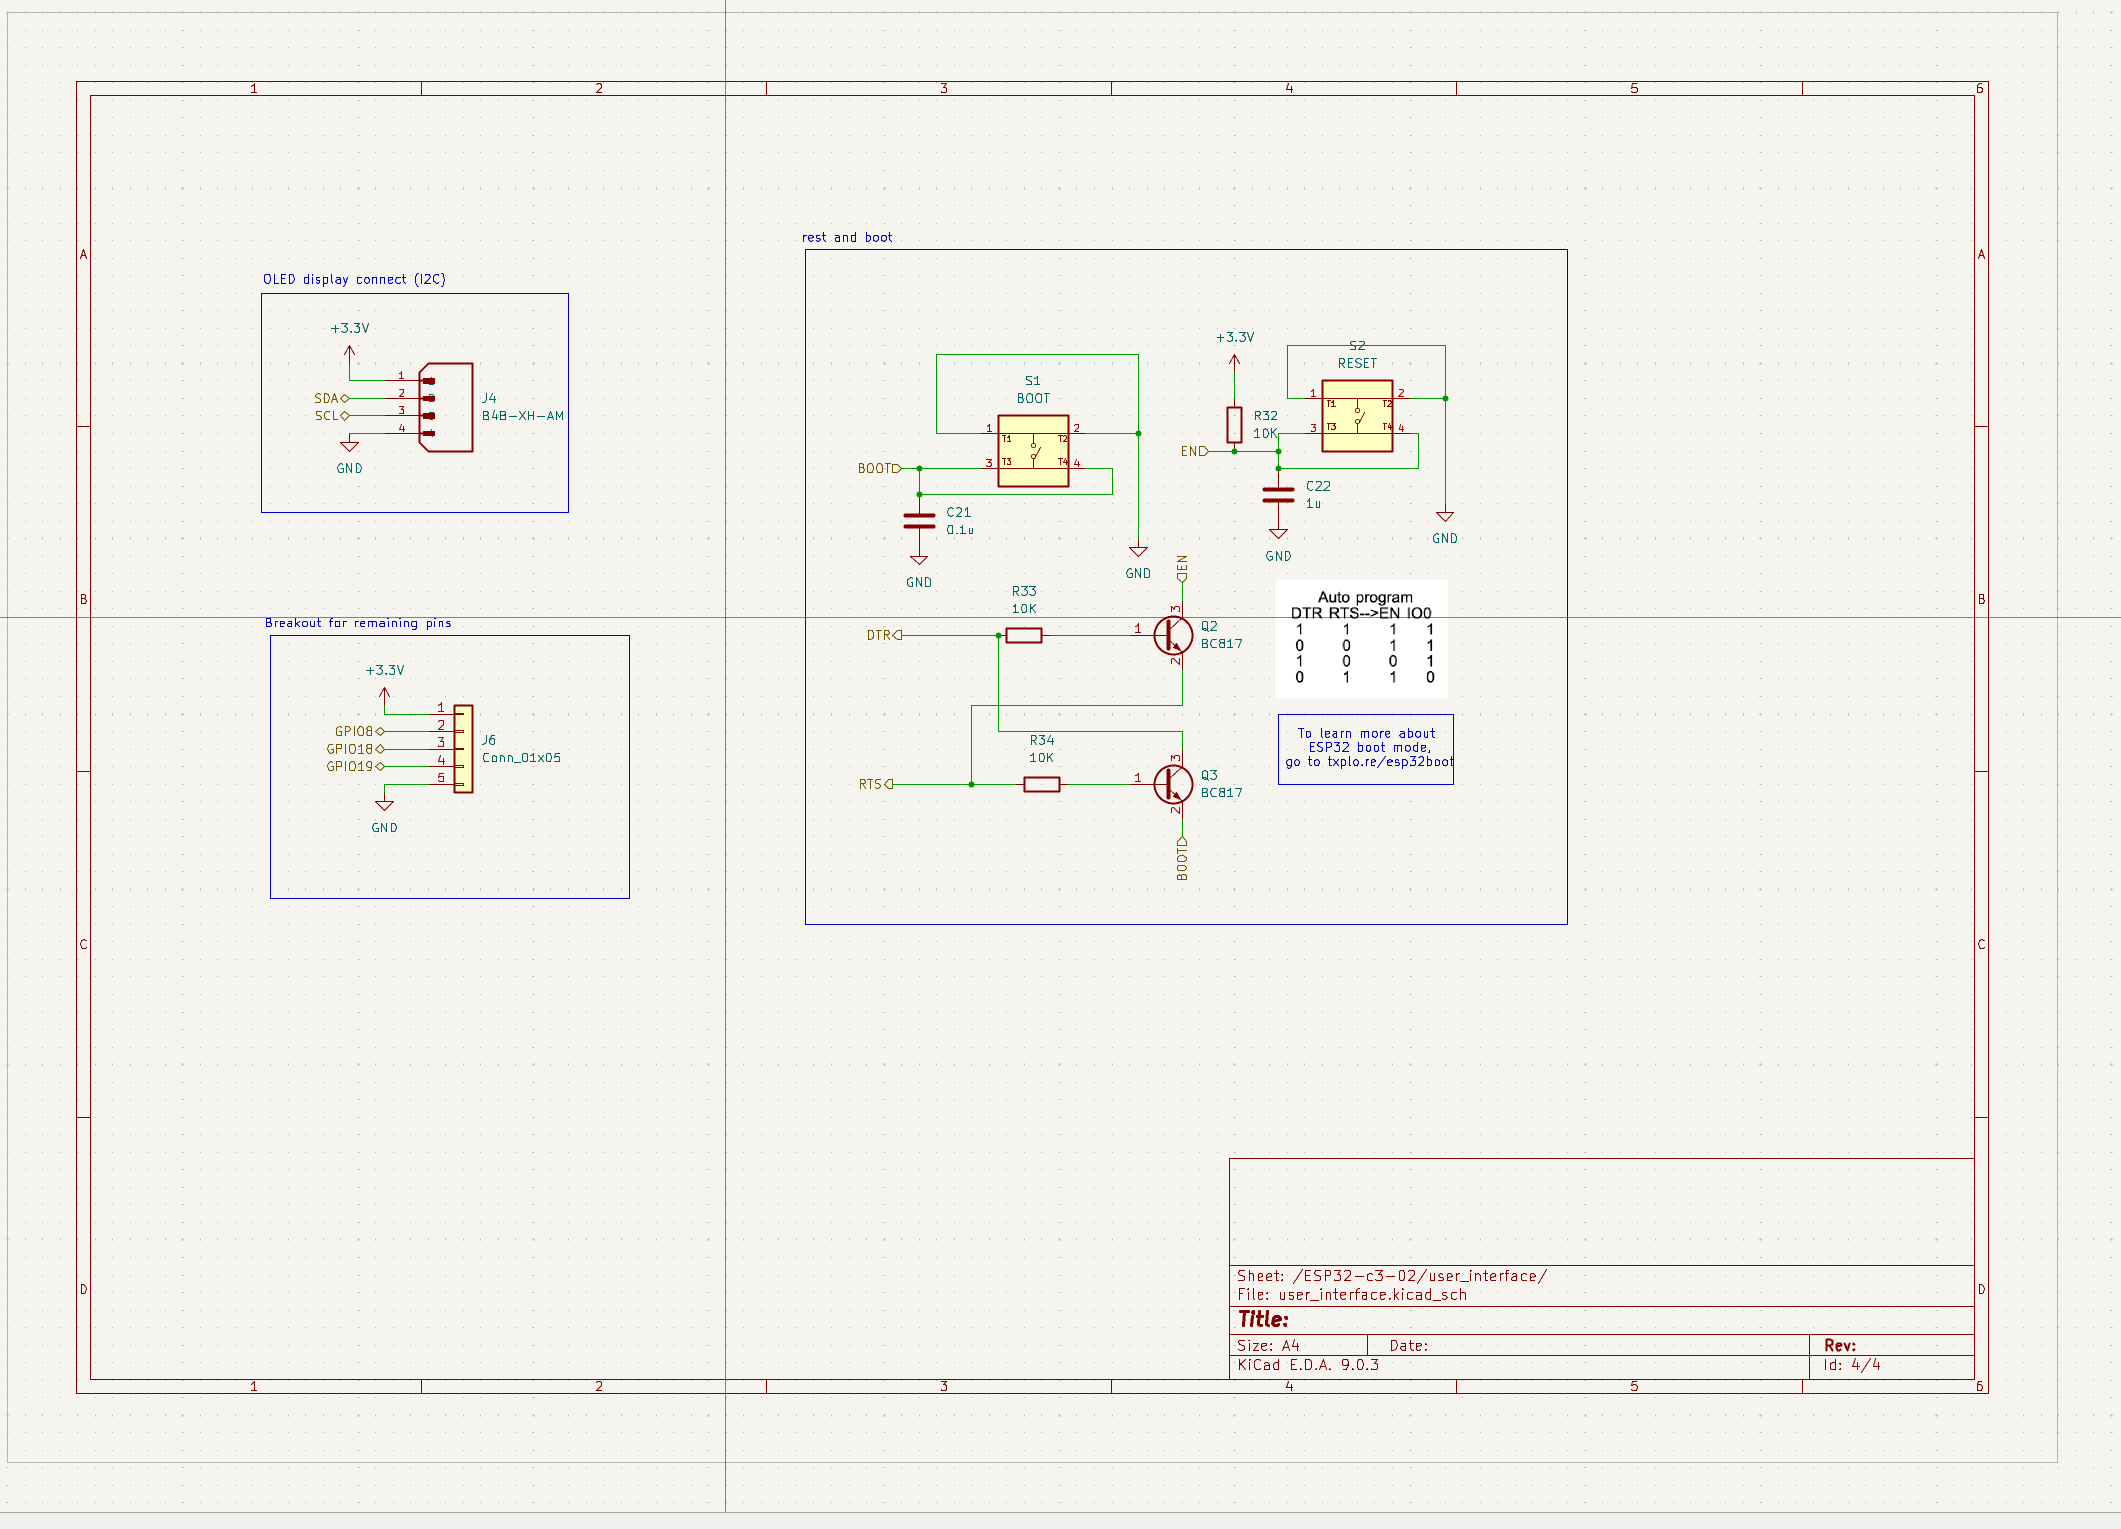 1 2 3 4 5 6
A
B
C
D
A
B
C
D
OLED display connect (I2C)
+3.3V
1
SDA 2
SCL 3
4
J4
B4B-XH-AM
GND
Breakout for remaining pins
+3.3V
1
GPIO8 2
GPIO18 3
GPIO19 4
5
J6
Conn_01x05
GND
rest and boot
S1
BOOT
1 T1 T2 2
BOOT 3 T3 T4 4
C21
0.1u
GND
GND
+3.3V
S2
RESET
R32
10K
1 T1 T2 2
3 T3 T4 4
EN
C22
1u
GND
GND
EN
R33
10K
DTR
1
3
2
Q2
BC817
R34
10K
RTS
1
3
2
Q3
BC817
BOOT
Auto program
DTR RTS-->EN IO0
1 1 1 1
0 0 1 1
1 0 0 1
0 1 1 0
To learn more about
ESP32 boot mode,
go to txplo.re/esp32boot
Sheet: /ESP32-c3-02/user_interface/
File: user_interface.kicad_sch
Title:
Size: A4 Date: Rev:
KiCad E.D.A. 9.0.3 Id: 4/4
1 2 3 4 5 6